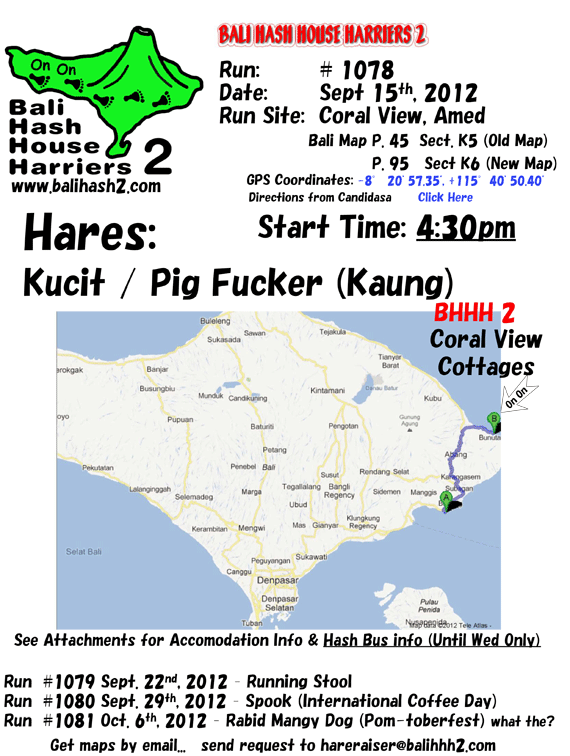 On On
Bali
Hash
House
Harriers 2
www.balihash2.com
BALI HASH HOUSE HARRIERS 2
Run: # 1078
Date: Sept 15th, 2012
Run Site: Coral View, Amed
Bali Map P. 45 Sect. K5 (Old Map)
P. 95 Sect K6 (New Map)
GPS Coordinates: -8° 20' 57.35", +115° 40' 50.40"
Directions from Candidasa Click Here
Hares: Start Time: 4:30pm
Kucit / Pig Fucker (Kaung)
BHHH 2
Coral View
Cottages
On On
Buleleng
Sawan
Sukasada
Tejakula
Tianyar
Barat
Banjar
Busungbiu
Munduk
Candikuning
Kintamani
Danau Batur
Kubu
Pupuan
Baturiti
Pengotan
Gunung
Agung
B
Bunuta
Abang
Petang
Pekutatan
Penebel
Bali
Susut
Rendang
Selat
Karangasem
Lalanglinggah
Selemadeg
Marga
Tegallalang
Bangli
Regency
Sidemen
Manggis
Subagan
A
Ubud
Kerambitan
Mengwi
Mas
Gianyar
Klungkung
Regency
Selat Bali
Peguyangan
Sukawati
Canggu
Denpasar
Denpasar
Selatan
Tuban
Pulau
Penida
Nusapenida
Map data ©2012 Tele Atlas -
See Attachments for Accomodation Info & Hash Bus info (Until Wed Only)
Run #1079 Sept. 22nd, 2012 - Running Stool
Run #1080 Sept. 29th, 2012 - Spook (International Coffee Day)
Run #1081 Oct. 6th, 2012 - Rabid Mangy Dog (Pom-toberfest) what the?
Get maps by email... send request to hareraiser@balihhh2.com